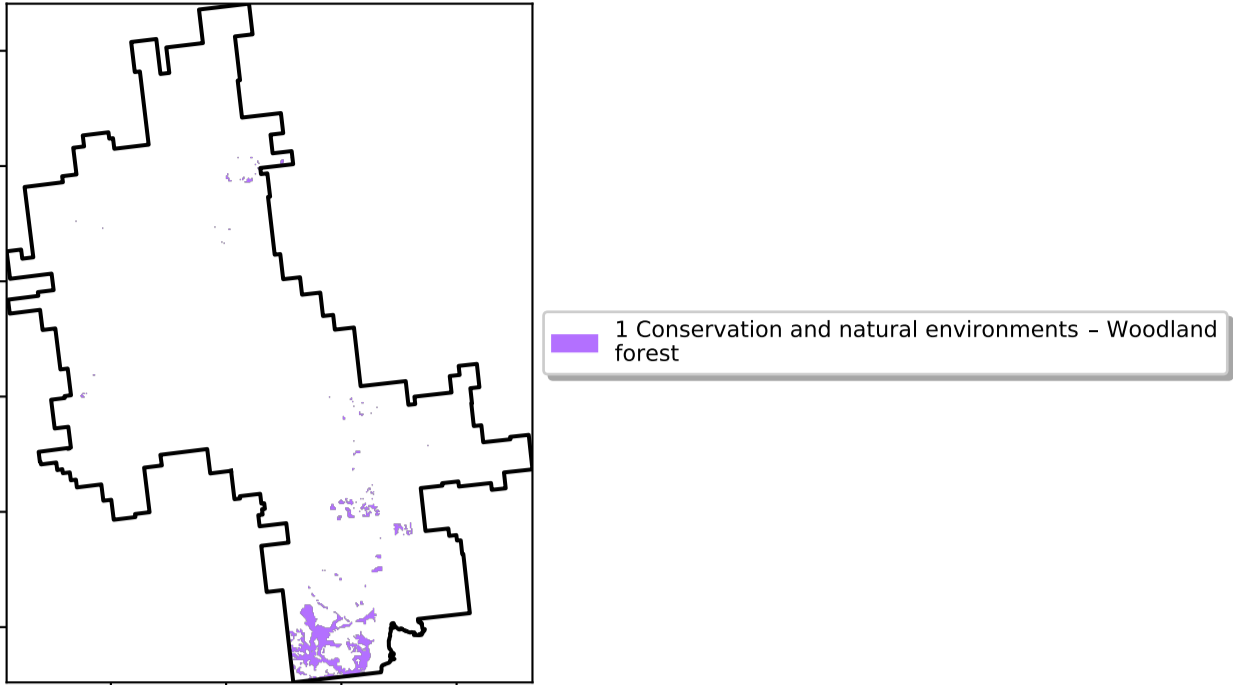 1 Conservation and natural environments – Woodland
forest